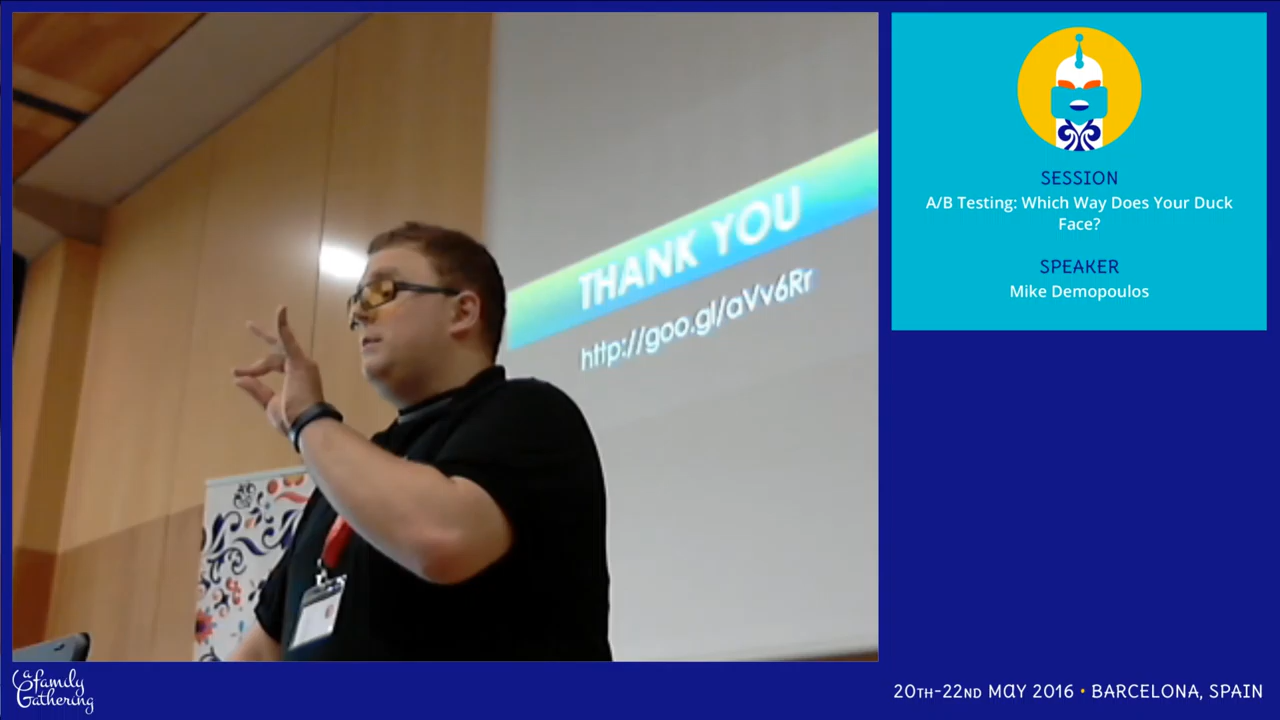 THANK YOU
http://goo.gl/aVv6Rr
SESSION
A/B Testing: Which Way Does Your Duck
Face?
SPEAKER
Mike Demopoulos
a family
Gathering
20TH-22ND MAY 2016 • BARCELONA, SPAIN